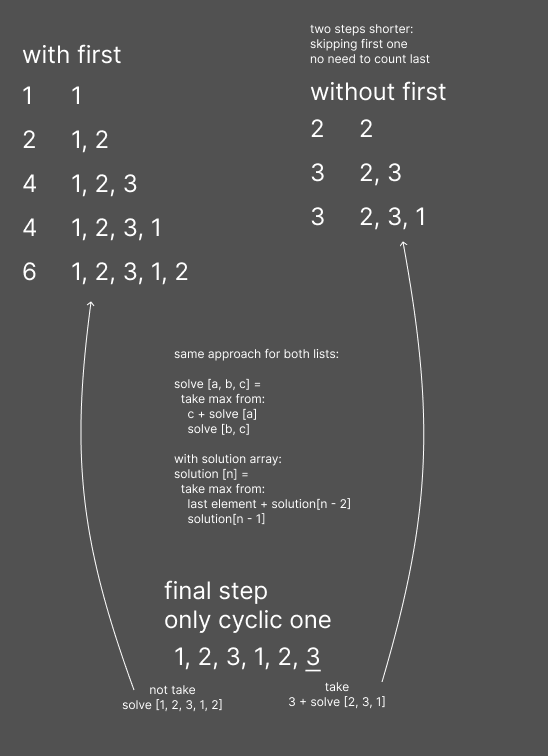 with first
1 1
2 1, 2
4 1, 2, 3
4 1, 2, 3, 1
6 1, 2, 3, 1, 2
two steps shorter:
skipping first one
no need to count last
without first
2 2
3 2, 3
3 2, 3, 1
same approach for both lists:
solve [a, b, c] =
take max from:
c + solve [a]
solve [b, c]
with solution array:
solution [n] =
take max from:
last element + solution[n - 2]
solution[n - 1]
final step
only cyclic one
1, 2, 3, 1, 2, 3
not take
solve [1, 2, 3, 1, 2]
take
3 + solve [2, 3, 1]